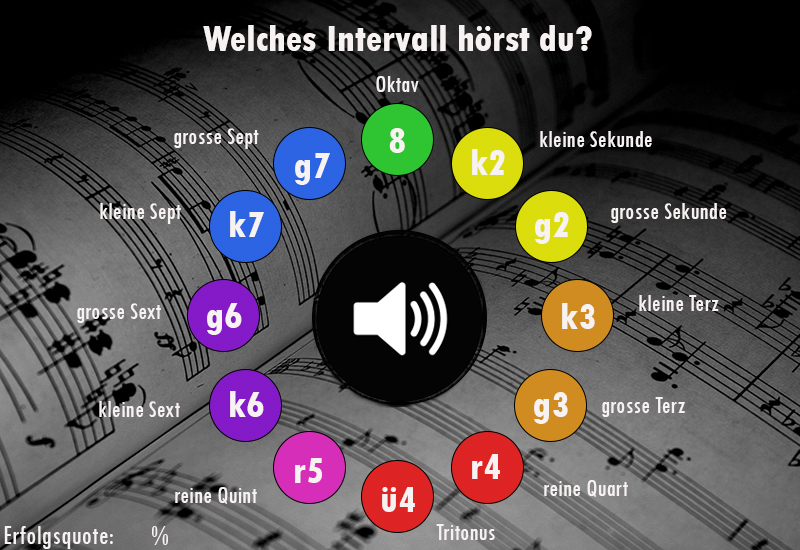 Welches Intervall hörst du?
Oktav
8
kleine Sekunde
k2
grosse Sekunde
g2
kleine Terz
k3
grosse Terz
g3
reine Quart
r4
Tritonus
ü4
reine Quint
r5
kleine Sext
k6
grosse Sext
g6
kleine Sept
k7
grosse Sept
g7
Erfolgsquote: %